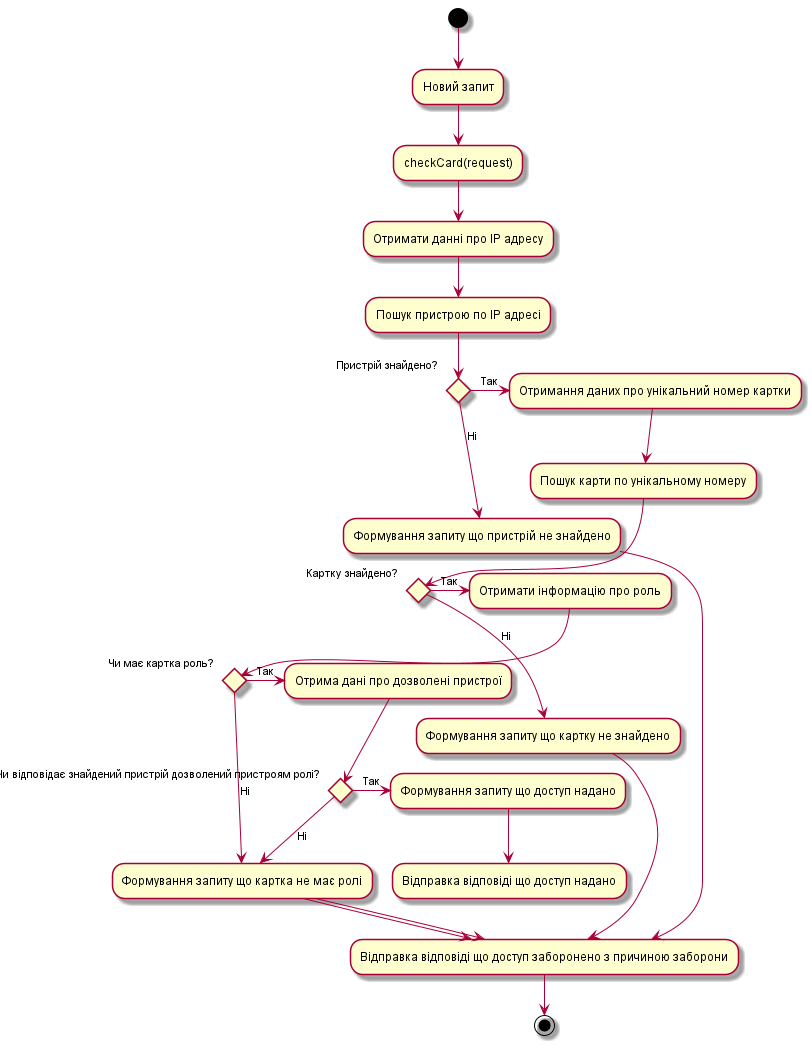 Новий запит
checkCard(request)
Отримати данні про IP адресу
Пошук пристрою по IP адресі
Пристрій знайдено?
Так
Отримання даних про унікальний номер картки
Ні
Пошук карти по унікальному номеру
Формування запиту що пристрій не знайдено
Картку знайдено?
Так
Отримати інформацію про роль
Ні
Чи має картка роль?
Так
Отрима дані про дозволені пристрої
Формування запиту що картку не знайдено
Чи відповідає знайдений пристрій дозволений пристроям ролі?
Так
Ні
Формування запиту що доступ надано
Ні
Формування запиту що картка не має ролі
Відправка відповіді що доступ надано
Відправка відповіді що доступ заборонено з причиною заборони